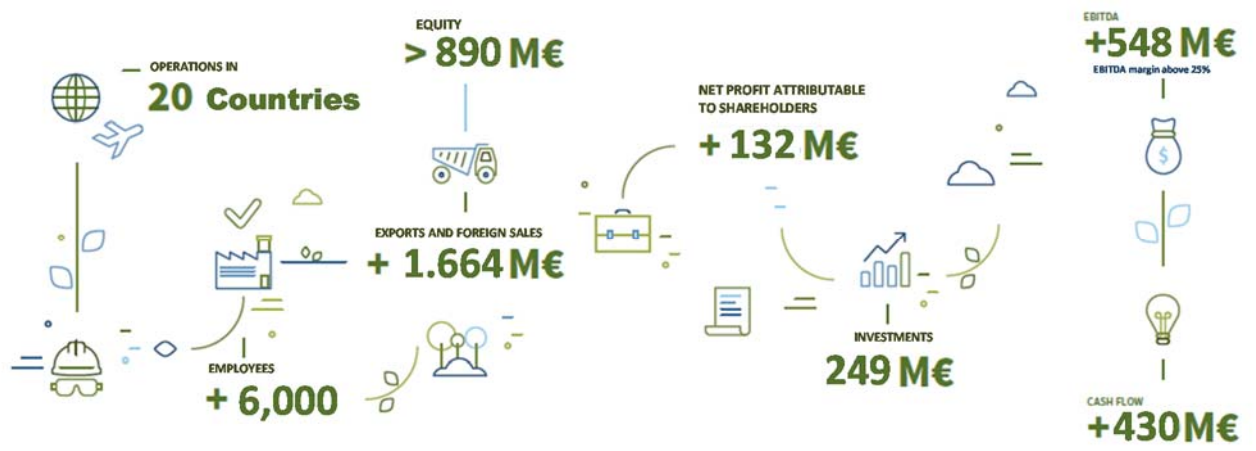 OPERATIONS IN
20 Countries
EMPLOYEES
+ 6,000
EQUITY
> 890 M€
EXPORTS AND FOREIGN SALES
+ 1.664 M€
NET PROFIT ATTRIBUTABLE
TO SHAREHOLDERS
+ 132 M€
INVESTMENTS
249 M€
EBITDA
+548 M€
EBITDA margin above 25%
$
CASH FLOW
+430 M€